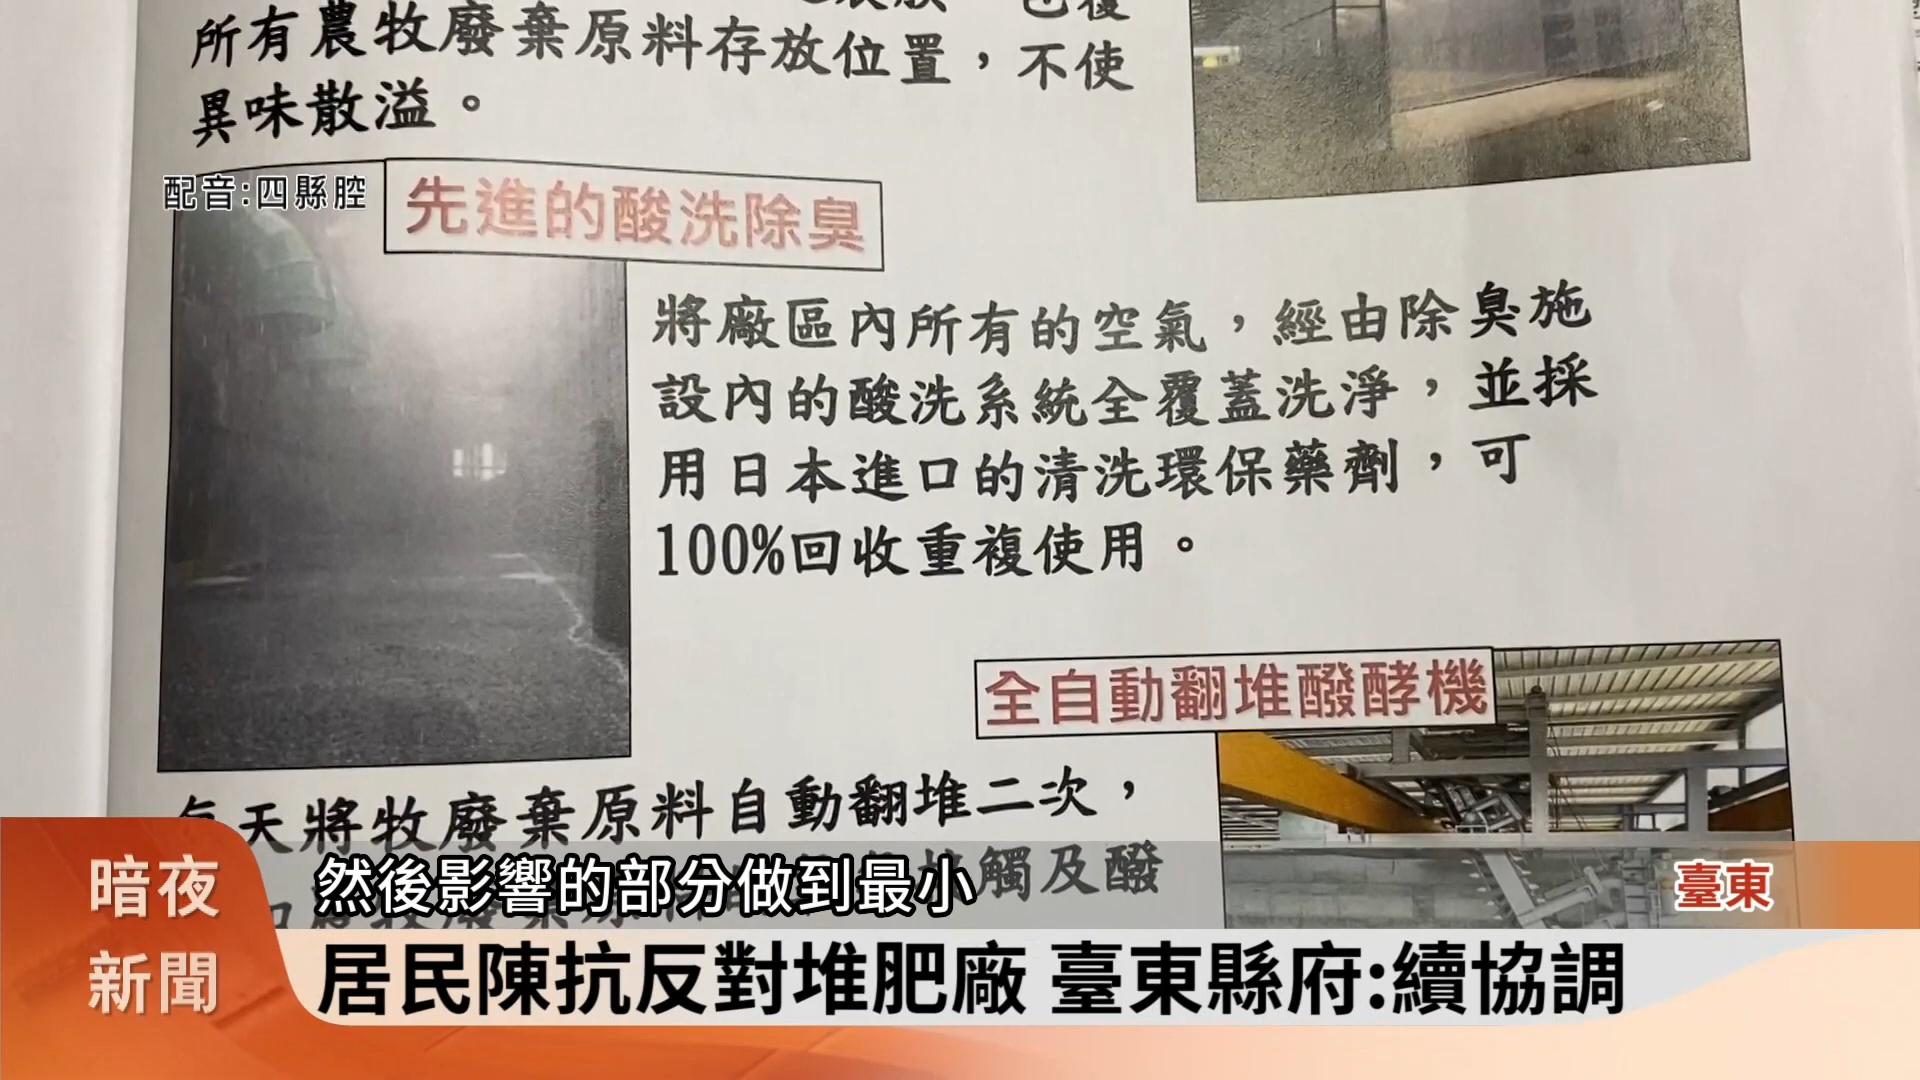 所有農牧廢棄原料存放位置，不使
異味散溢。
配音:四縣腔
先進的酸洗除臭
將廠區內所有的空氣，經由除臭施
設內的酸洗系統全覆蓋洗淨，並採
用日本進口的清洗環保藥劑，可
100%回收重複使用。
全自動翻堆醱酵機
每天將牧廢棄原料自動翻堆二次，
觸及醱
然後影響的部分做到最小
臺東
暗夜
新聞
居民陳抗反對堆肥廠 臺東縣府:續協調